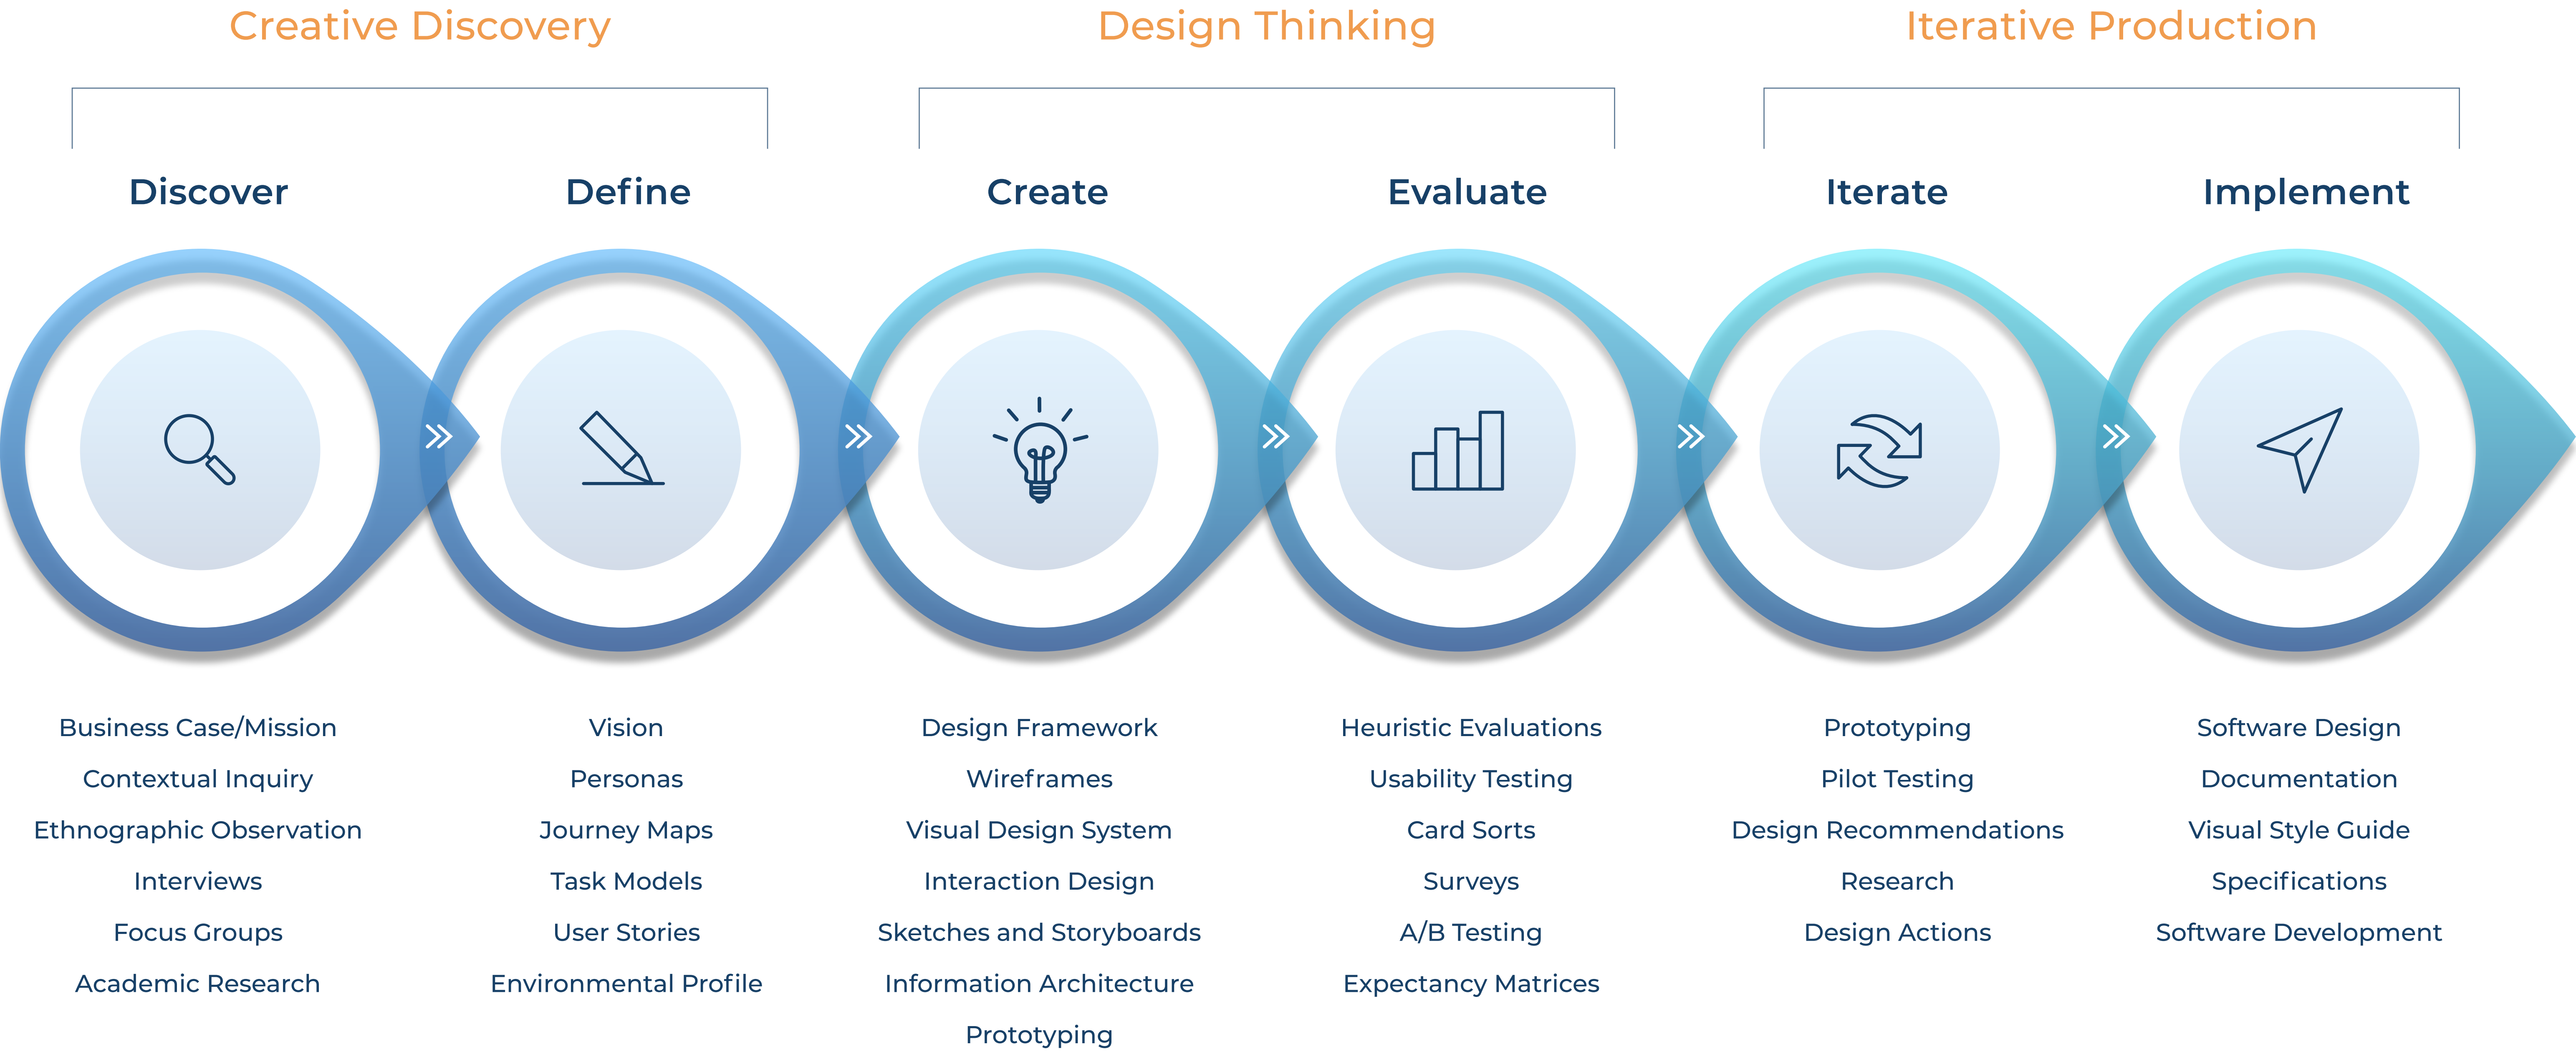 Creative Discovery
Design Thinking
Iterative Production
Discover
Define
Create
Evaluate
Iterate
Implement
Business Case/Mission
Contextual Inquiry
Ethnographic Observation
Interviews
Focus Groups
Academic Research
Vision
Personas
Journey Maps
Task Models
User Stories
Environmental Profile
Design Framework
Wireframes
Visual Design System
Interaction Design
Sketches and Storyboards
Information Architecture
Prototyping
Heuristic Evaluations
Usability Testing
Card Sorts
Surveys
A/B Testing
Expectancy Matrices
Prototyping
Pilot Testing
Design Recommendations
Research
Design Actions
Software Design
Documentation
Visual Style Guide
Specifications
Software Development